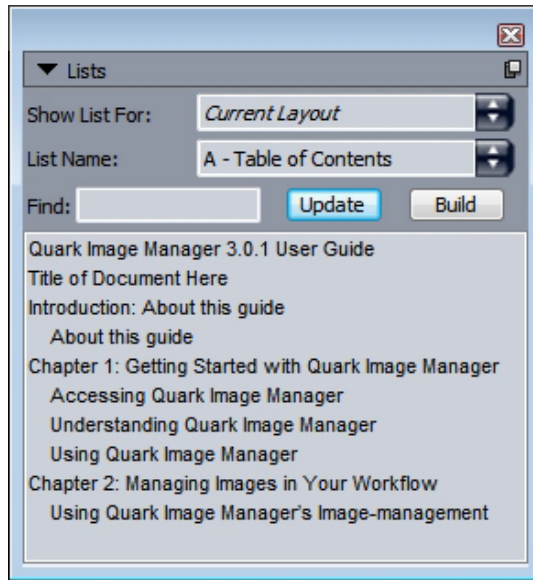 Lists
Show List For: Current Layout
List Name: A - Table of Contents
Find: Update Build
Quark Image Manager 3.0.1 User Guide
Title of Document Here
Introduction: About this guide
About this guide
Chapter 1: Getting Started with Quark Image Manager
Accessing Quark Image Manager
Understanding Quark Image Manager
Using Quark Image Manager
Chapter 2: Managing Images in Your Workflow
Using Quark Image Manager's Image-management